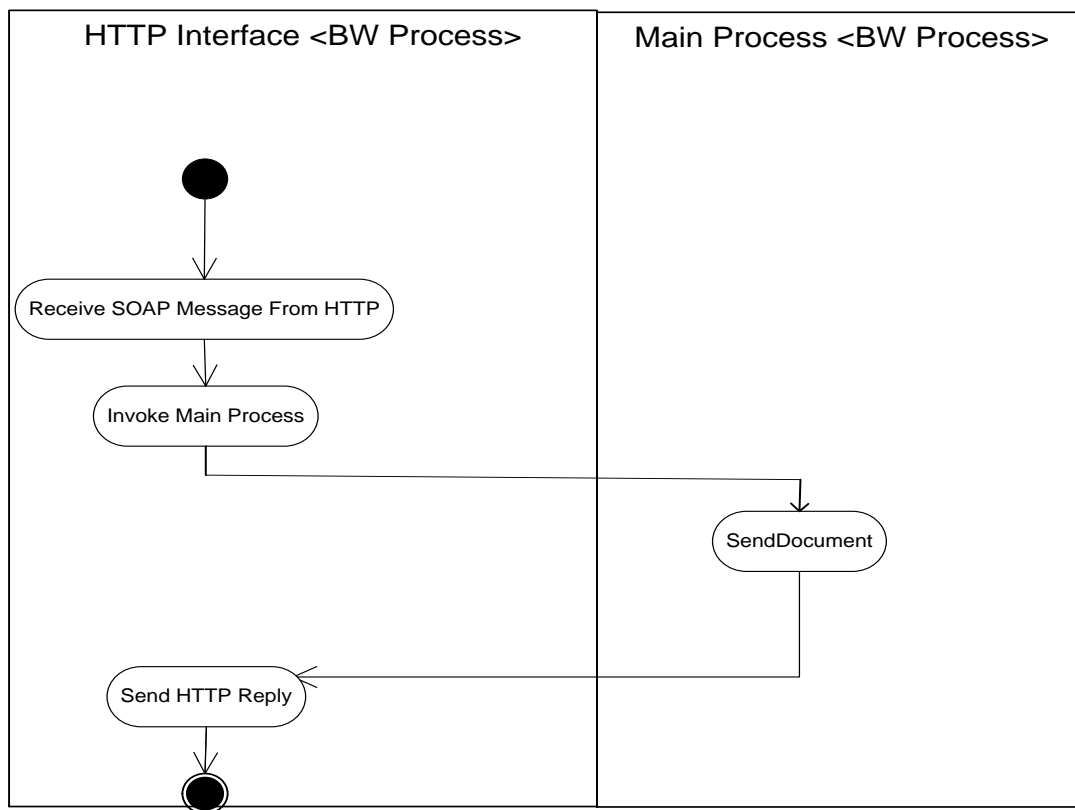 HTTP Interface <BW Process>
Main Process <BW Process>
Receive SOAP Message From HTTP
Invoke Main Process
SendDocument
Send HTTP Reply